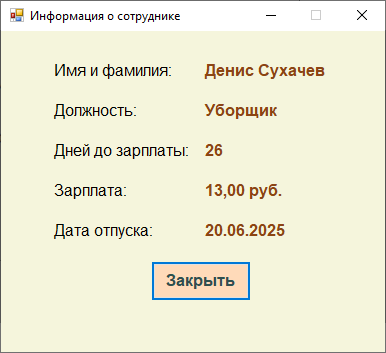 Информация о сотруднике
Имя и фамилия: Денис Сухачев
Должность: Уборщик
Дней до зарплаты: 26
Зарплата: 13,00 руб.
Дата отпуска: 20.06.2025
Закрыть